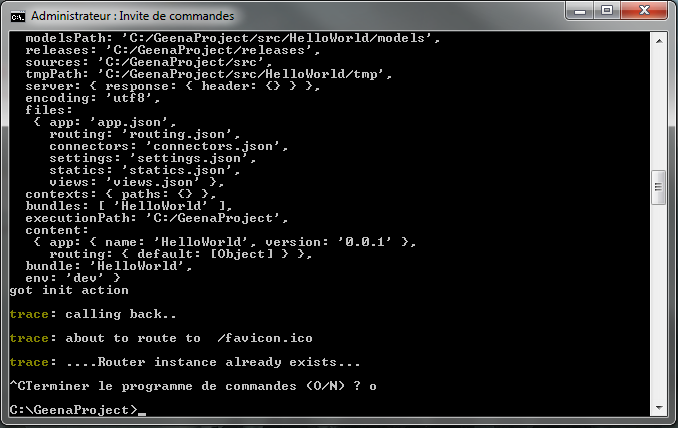 Administrateur : Invite de commandes
modelsPath: 'C:/GeenaProject/src/HelloWorld/models',
releases: 'C:/GeenaProject/releases',
sources: 'C:/GeenaProject/src',
tmpPath: 'C:/GeenaProject/src/HelloWorld/tmp',
server: { response: { header: {} } },
encoding: 'utf8',
files:
{ app: 'app.json',
routing: 'routing.json',
connectors: 'connectors.json',
settings: 'settings.json',
statics: 'statics.json',
views: 'views.json' },
contexts: { paths: {} },
bundles: [ 'HelloWorld' ],
executionPath: 'C:/GeenaProject',
content:
{ app: { name: 'HelloWorld', version: '0.0.1' },
routing: { default: [Object] } },
bundle: 'HelloWorld',
env: 'dev' }
got init action
trace: calling back..
trace: about to route to  /favicon.ico
trace: ....Router instance already exists...
^CTerminer le programme de commandes (O/N) ? o
C:\GeenaProject>_